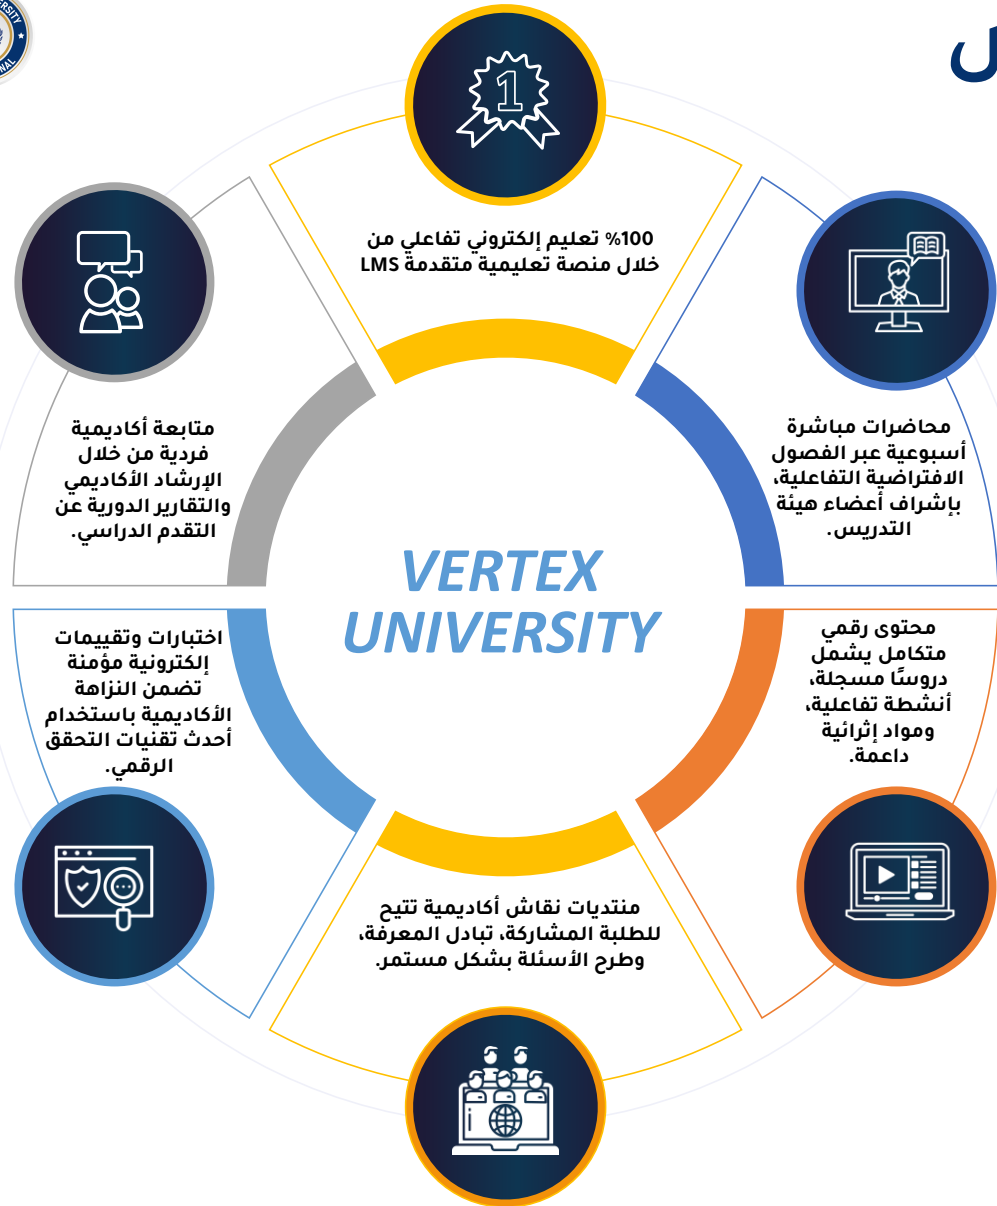 1
%100 تعليم إلكتروني تفاعلي من
خلال منصة تعليمية متقدمة LMS
محاضرات مباشرة
أسبوعية عبر الفصول
الافتراضية التفاعلية،
بإشراف أعضاء هيئة
التدريس.
محتوى رقمي
متكامل يشمل
دروسًا مسجلة،
أنشطة تفاعلية،
ومواد إثرائية
داعمة.
منتديات نقاش أكاديمية تتيح
للطلبة المشاركة، تبادل المعرفة،
وطرح الأسئلة بشكل مستمر.
اختبارات وتقييمات
إلكترونية مؤمنة
تضمن النزاهة
الأكاديمية باستخدام
أحدث تقنيات التحقق
الرقمي.
متابعة أكاديمية
فردية من خلال
الإرشاد الأكاديمي
والتقارير الدورية عن
التقدم الدراسي.
VERTEX
UNIVERSITY